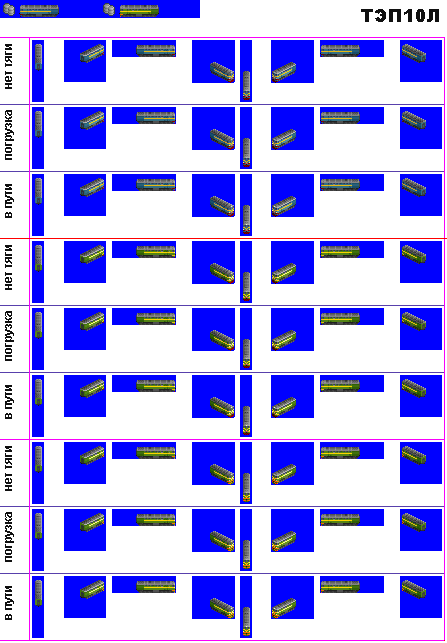 ТЭП10Л
нет тяги
погрузка
в пути
нет тяги
погрузка
в пути
нет тяги
погрузка
в пути